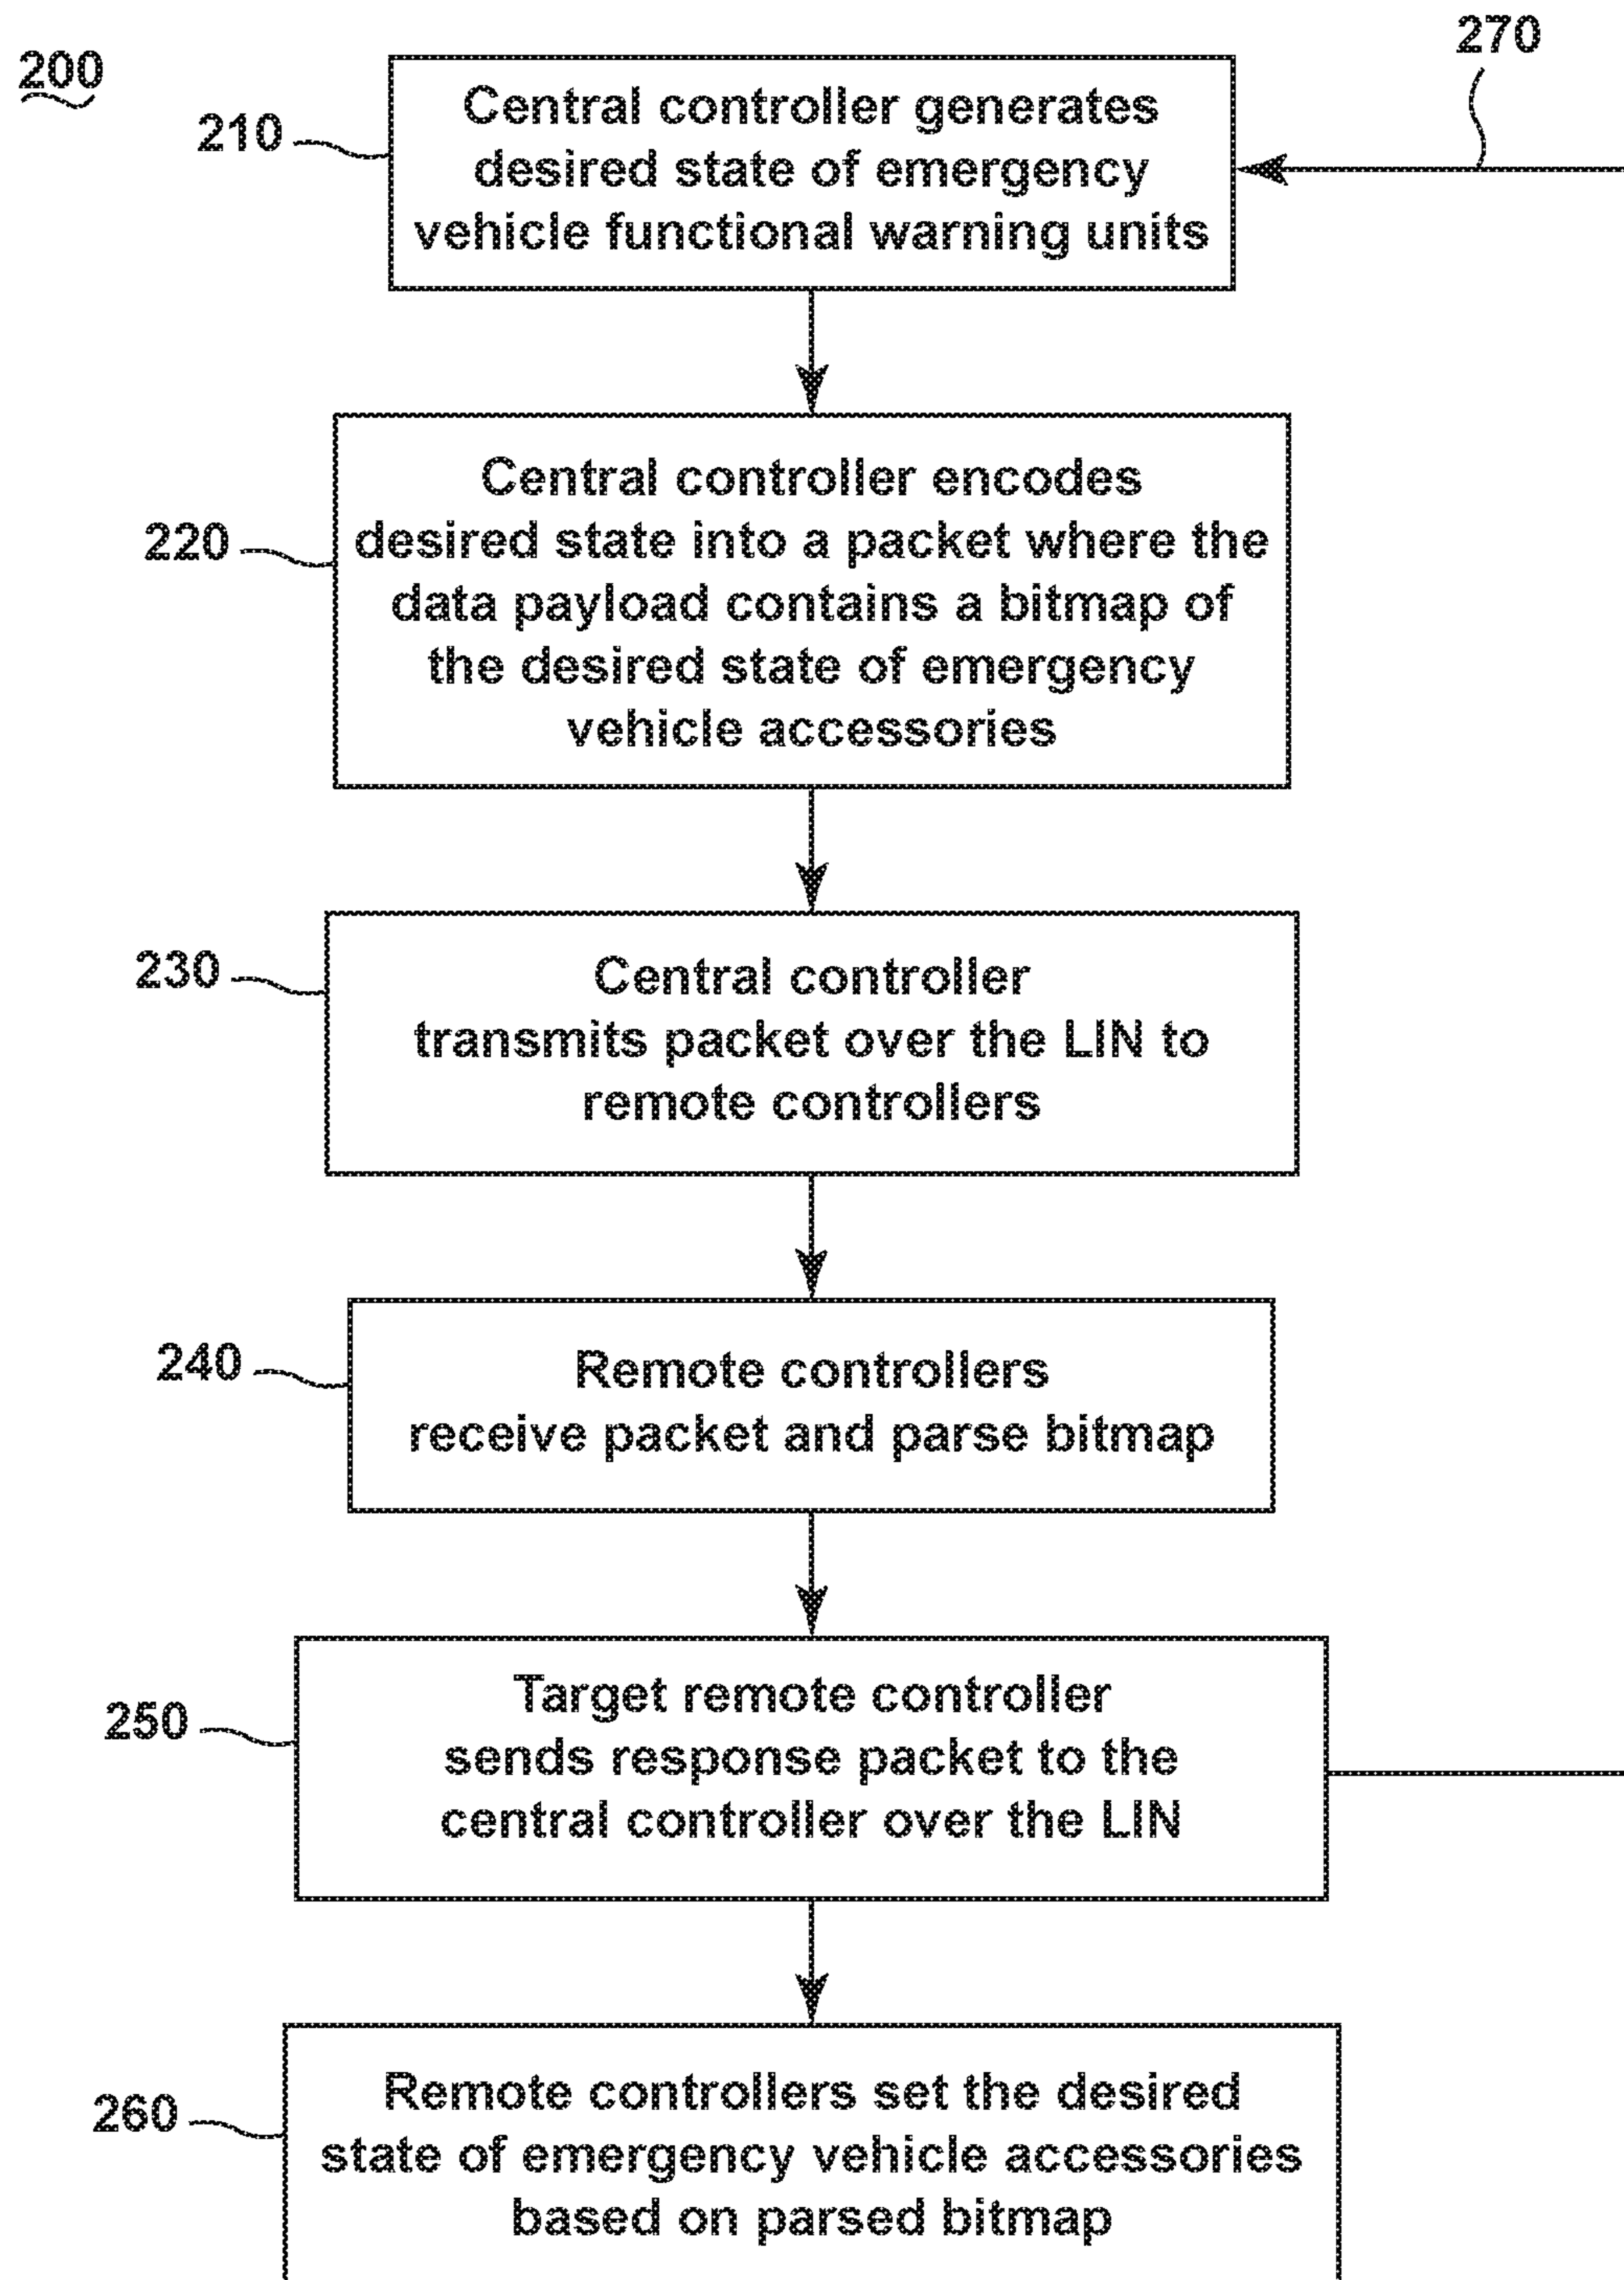 200
270
210
Central controller generates
desired state of emergency
vehicle functional warning units
220
Central controller encodes
desired state into a packet where the
data payload contains a bitmap of
the desired state of emergency
vehicle accessories
230
Central controller
transmits packet over the LIN to
remote controllers
240
Remote controllers
receive packet and parse bitmap
250
Target remote controller
sends response packet to the
central controller over the LIN
260
Remote controllers set the desired
state of emergency vehicle accessories
based on parsed bitmap